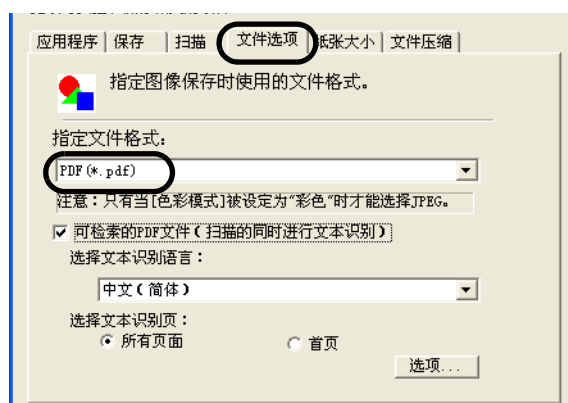 应用程序 保存 扫描 文件选项 纸张大小 文件压缩
指定图像保存时使用的文件格式。
指定文件格式:
PDF(*.pdf)
注意：只有当[色彩模式]被设定为"彩色"时才能选择JPEG。
可检索的PDF文件(扫描的同时进行文本识别)
选择文本识别语言：
中文(简体)
选择文本识别页：
所有页面 首页
选项...